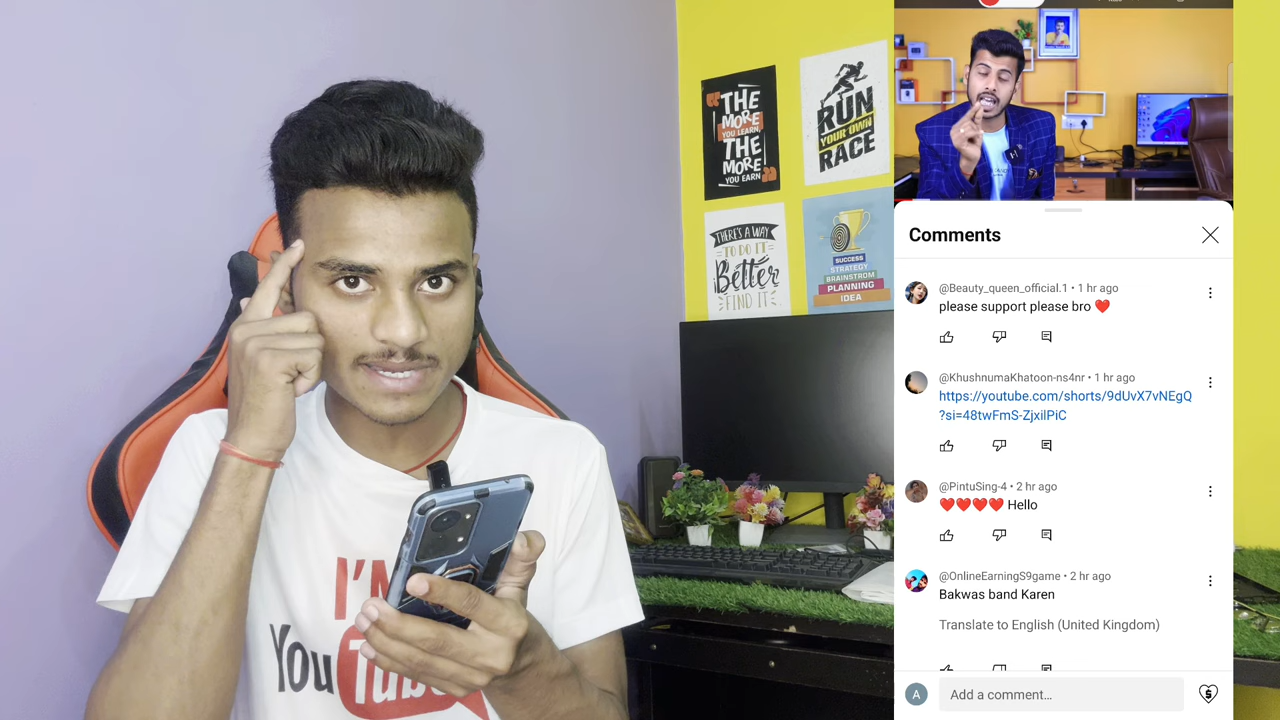 THE
MORE
YOU LEARN,
THE
MORE
YOU EARN
RUN
YOUR OWN
RACE
THERE'S A WAY
TO DO IT
Better
FIND IT
SUCCESS
STRATEGY
BRAINSTROM
PLANNING
IDEA
I'M
YouTube
Comments
@Beauty_queen_official.1 • 1 hr ago
please support please bro ❤️
@KhushnumaKhatoon-ns4nr • 1 hr ago
https://youtube.com/shorts/9dUvX7vNEgQ
?si=48twFmS-ZjxilPiC
@PintuSing-4 • 2 hr ago
❤️❤️❤️❤️ Hello
@OnlineEarningS9game • 2 hr ago
Bakwas band Karen
Translate to English (United Kingdom)
A
Add a comment...